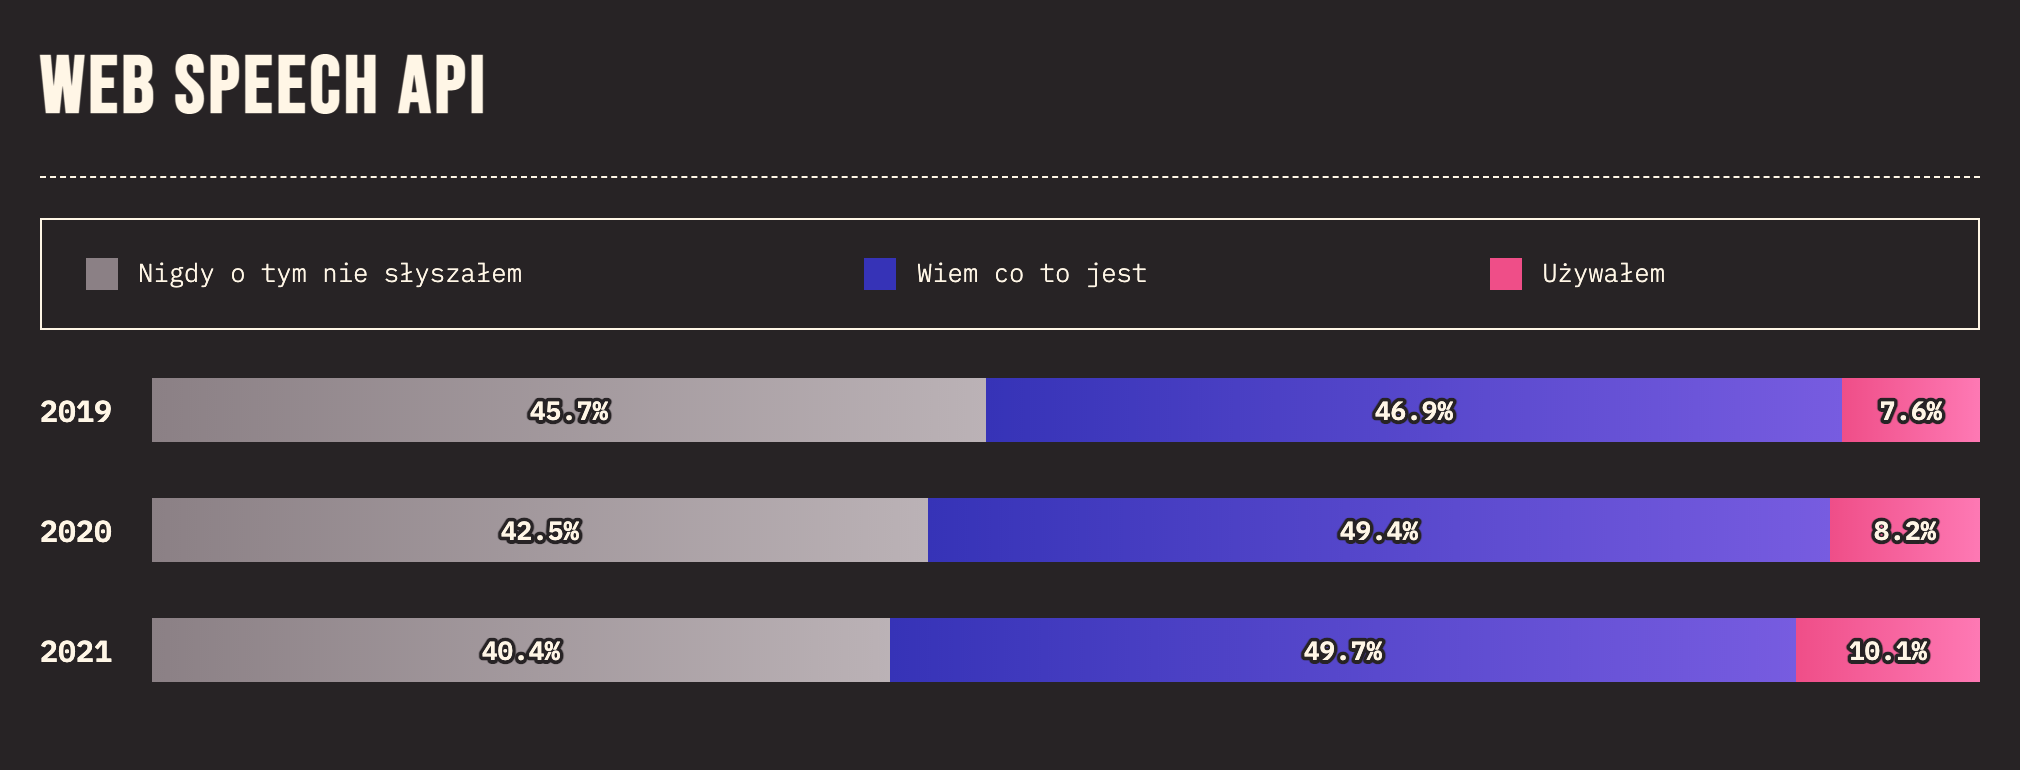 WEB SPEECH API
Nigdy o tym nie słyszałem Wiem co to jest Używałem
2019 45.7% 46.9% 7.6%
2020 42.5% 49.4% 8.2%
2021 40.4% 49.7% 10.1%